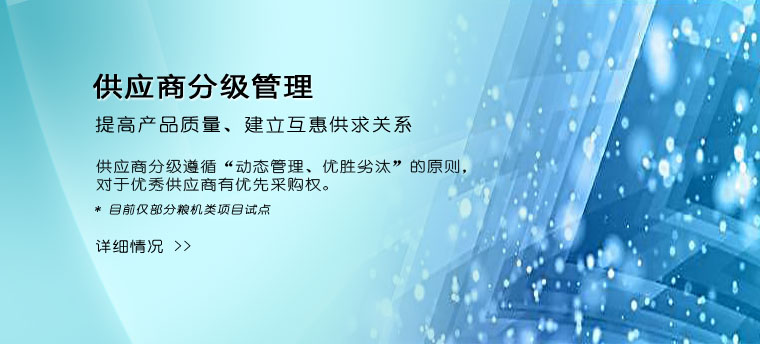 供应商分级管理
提高产品质量、建立互惠供求关系
供应商分级遵循“动态管理、优胜劣汰”的原则，
对于优秀供应商有优先采购权。
* 目前仅部分粮机类项目试点
详细情况 >>